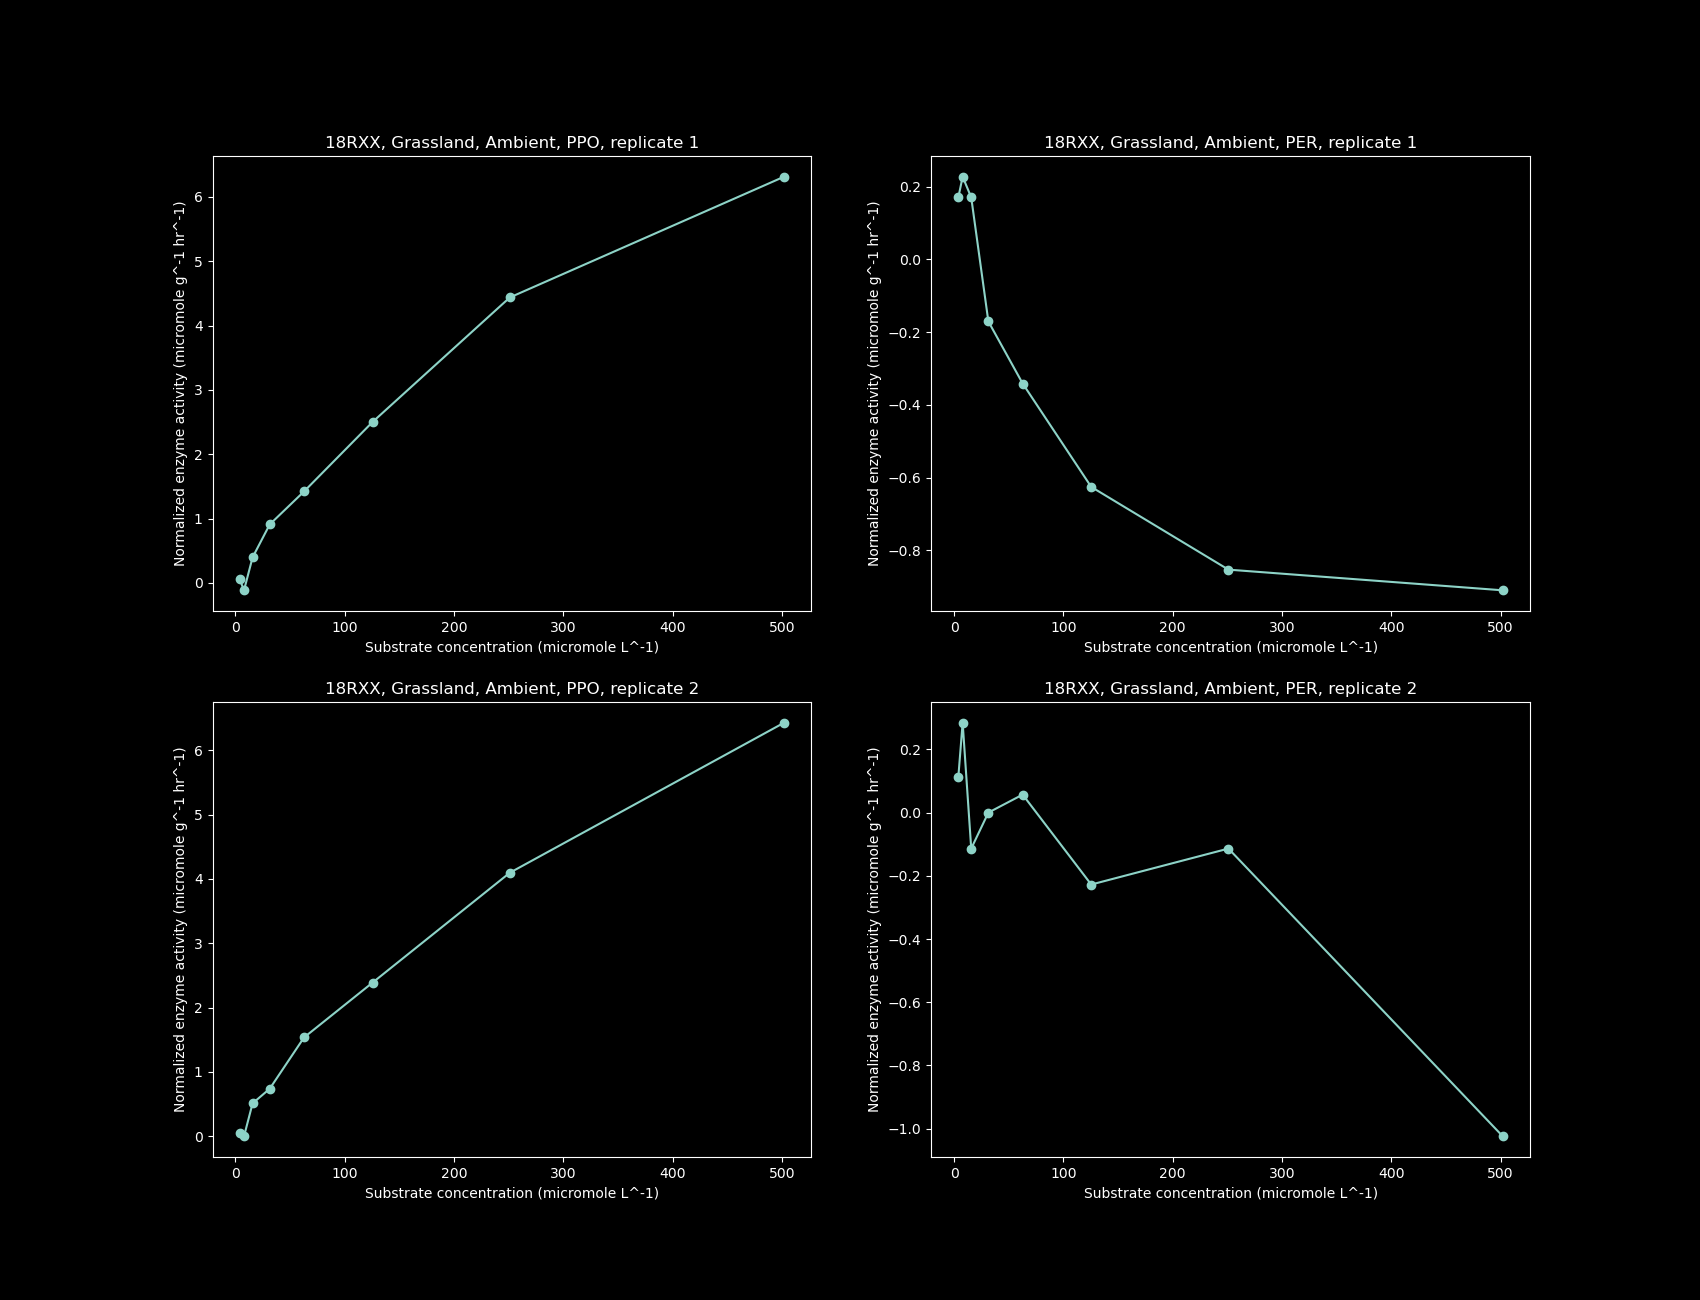 18RXX, Grassland, Ambient, PPO, replicate 1
Normalized enzyme activity (micromole g^-1 hr^-1)
6
5
4
3
2
1
0
0 100 200 300 400 500
Substrate concentration (micromole L^-1)
18RXX, Grassland, Ambient, PER, replicate 1
Normalized enzyme activity (micromole g^-1 hr^-1)
0.2
0.0
−0.2
−0.4
−0.6
−0.8
0 100 200 300 400 500
Substrate concentration (micromole L^-1)
18RXX, Grassland, Ambient, PPO, replicate 2
Normalized enzyme activity (micromole g^-1 hr^-1)
6
5
4
3
2
1
0
0 100 200 300 400 500
Substrate concentration (micromole L^-1)
18RXX, Grassland, Ambient, PER, replicate 2
Normalized enzyme activity (micromole g^-1 hr^-1)
0.2
0.0
−0.2
−0.4
−0.6
−0.8
−1.0
0 100 200 300 400 500
Substrate concentration (micromole L^-1)